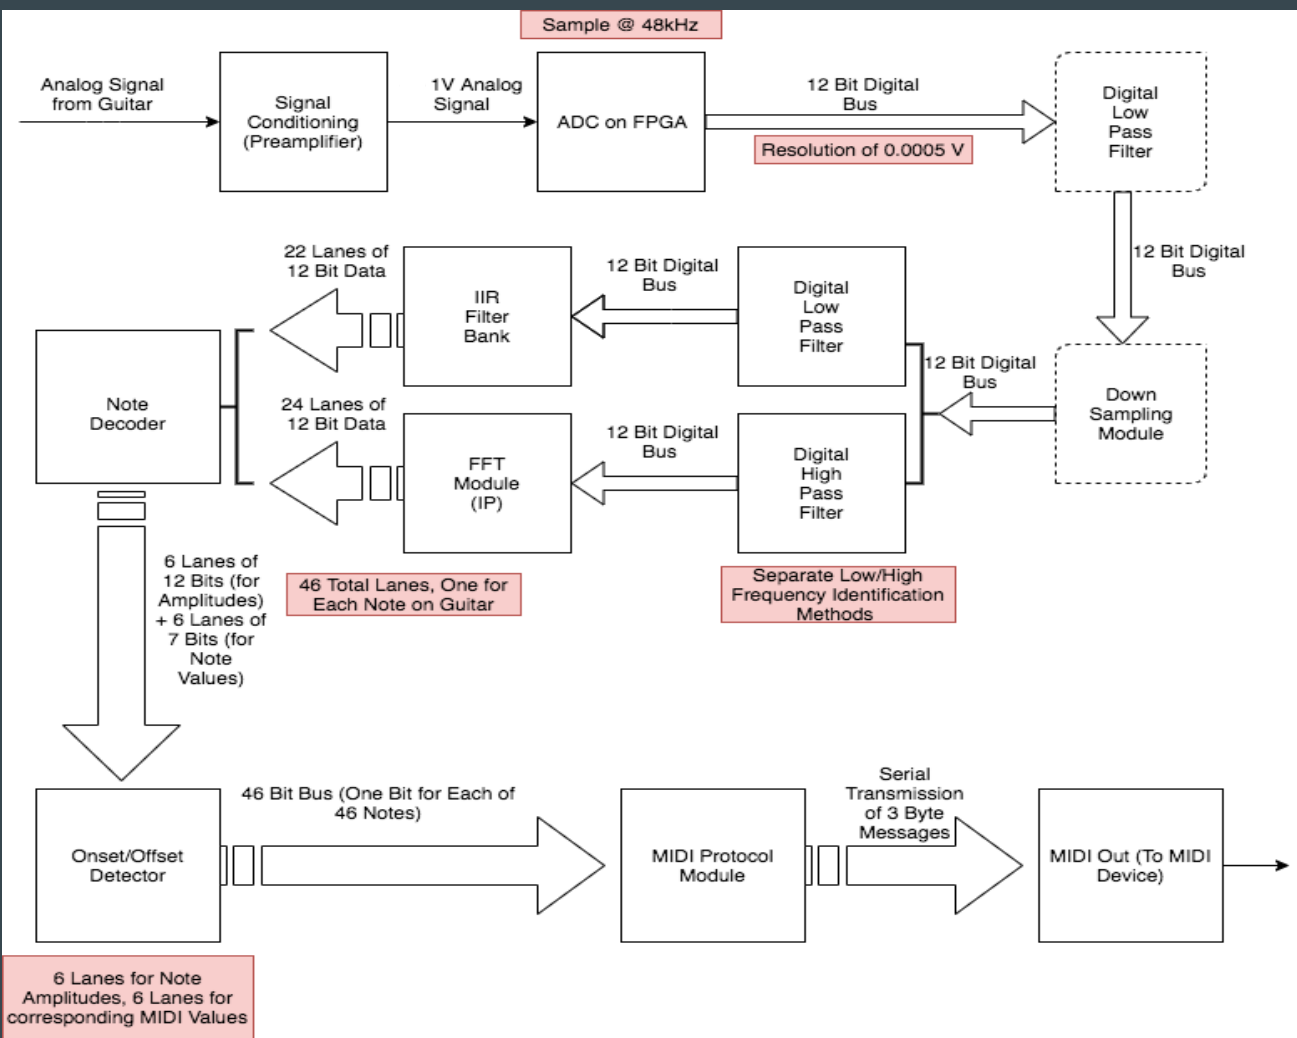 Sample @ 48kHz
Analog Signal
from Guitar
Signal
Conditioning
(Preamplifier)
1V Analog
Signal
ADC on FPGA
12 Bit Digital
Bus
Resolution of 0.0005 V
Digital
Low
Pass
Filter
12 Bit Digital
Bus
Down
Sampling
Module
12 Bit Digital
Bus
Digital
Low
Pass
Filter
12 Bit Digital
Bus
IIR
Filter
Bank
22 Lanes of
12 Bit Data
Digital
High
Pass
Filter
12 Bit Digital
Bus
FFT
Module
(IP)
24 Lanes of
12 Bit Data
Separate Low/High
Frequency Identification
Methods
46 Total Lanes, One for
Each Note on Guitar
Note
Decoder
6 Lanes of
12 Bits (for
Amplitudes)
+ 6 Lanes of
7 Bits (for
Note
Values)
Onset/Offset
Detector
6 Lanes for Note
Amplitudes, 6 Lanes for
corresponding MIDI Values
46 Bit Bus (One Bit for Each of
46 Notes)
MIDI Protocol
Module
Serial
Transmission
of 3 Byte
Messages
MIDI Out (To MIDI
Device)